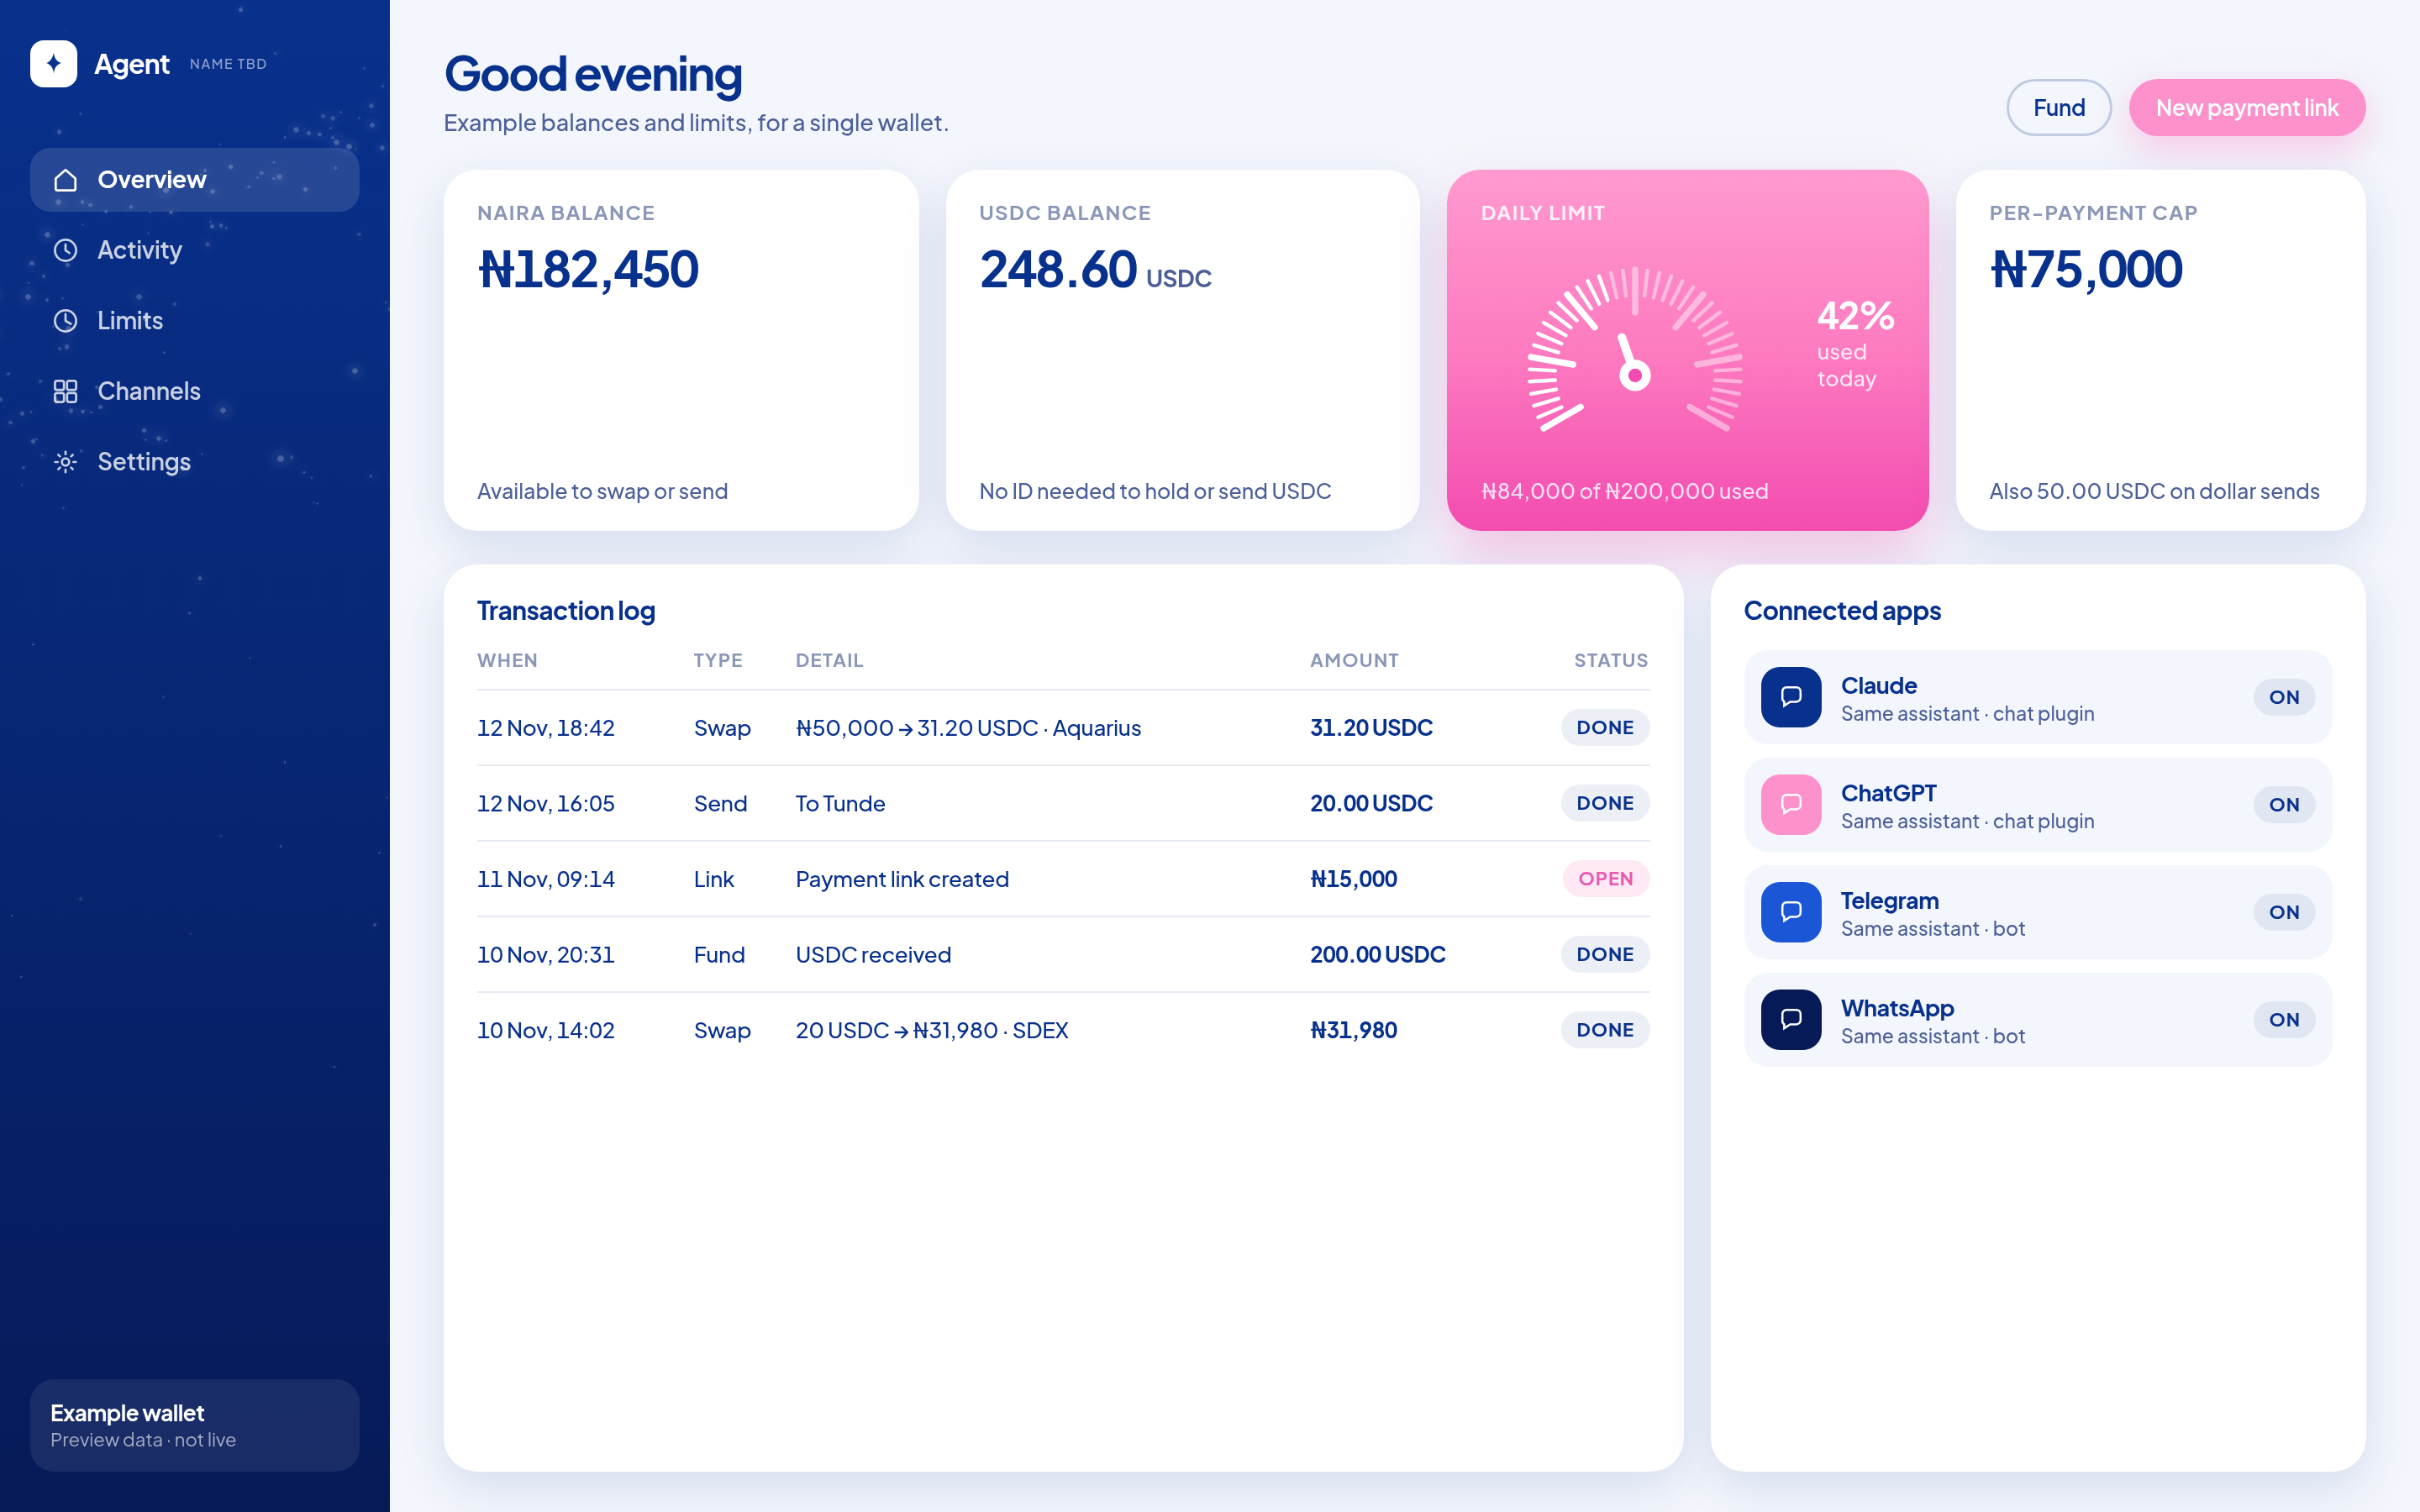 Agent NAME TBD
Overview
Activity
Limits
Channels
Settings
Example wallet
Preview data · not live
Good evening
Example balances and limits, for a single wallet.
Fund
New payment link
NAIRA BALANCE
₦182,450
Available to swap or send
USDC BALANCE
248.60 USDC
No ID needed to hold or send USDC
DAILY LIMIT
42%
used
today
₦84,000 of ₦200,000 used
PER-PAYMENT CAP
₦75,000
Also 50.00 USDC on dollar sends
Transaction log
WHEN TYPE DETAIL AMOUNT STATUS
12 Nov, 18:42 Swap ₦50,000 → 31.20 USDC · Aquarius 31.20 USDC DONE
12 Nov, 16:05 Send To Tunde 20.00 USDC DONE
11 Nov, 09:14 Link Payment link created ₦15,000 OPEN
10 Nov, 20:31 Fund USDC received 200.00 USDC DONE
10 Nov, 14:02 Swap 20 USDC → ₦31,980 · SDEX ₦31,980 DONE
Connected apps
Claude
Same assistant · chat plugin
ON
ChatGPT
Same assistant · chat plugin
ON
Telegram
Same assistant · bot
ON
WhatsApp
Same assistant · bot
ON